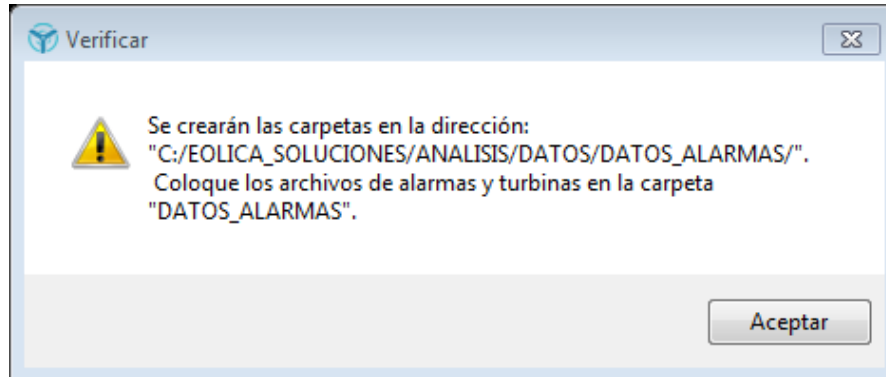 Verificar
Se crearán las carpetas en la dirección:
"C:/EOLICA_SOLUCIONES/ANALISIS/DATOS/DATOS_ALARMAS/".
Coloque los archivos de alarmas y turbinas en la carpeta
"DATOS_ALARMAS".
Aceptar